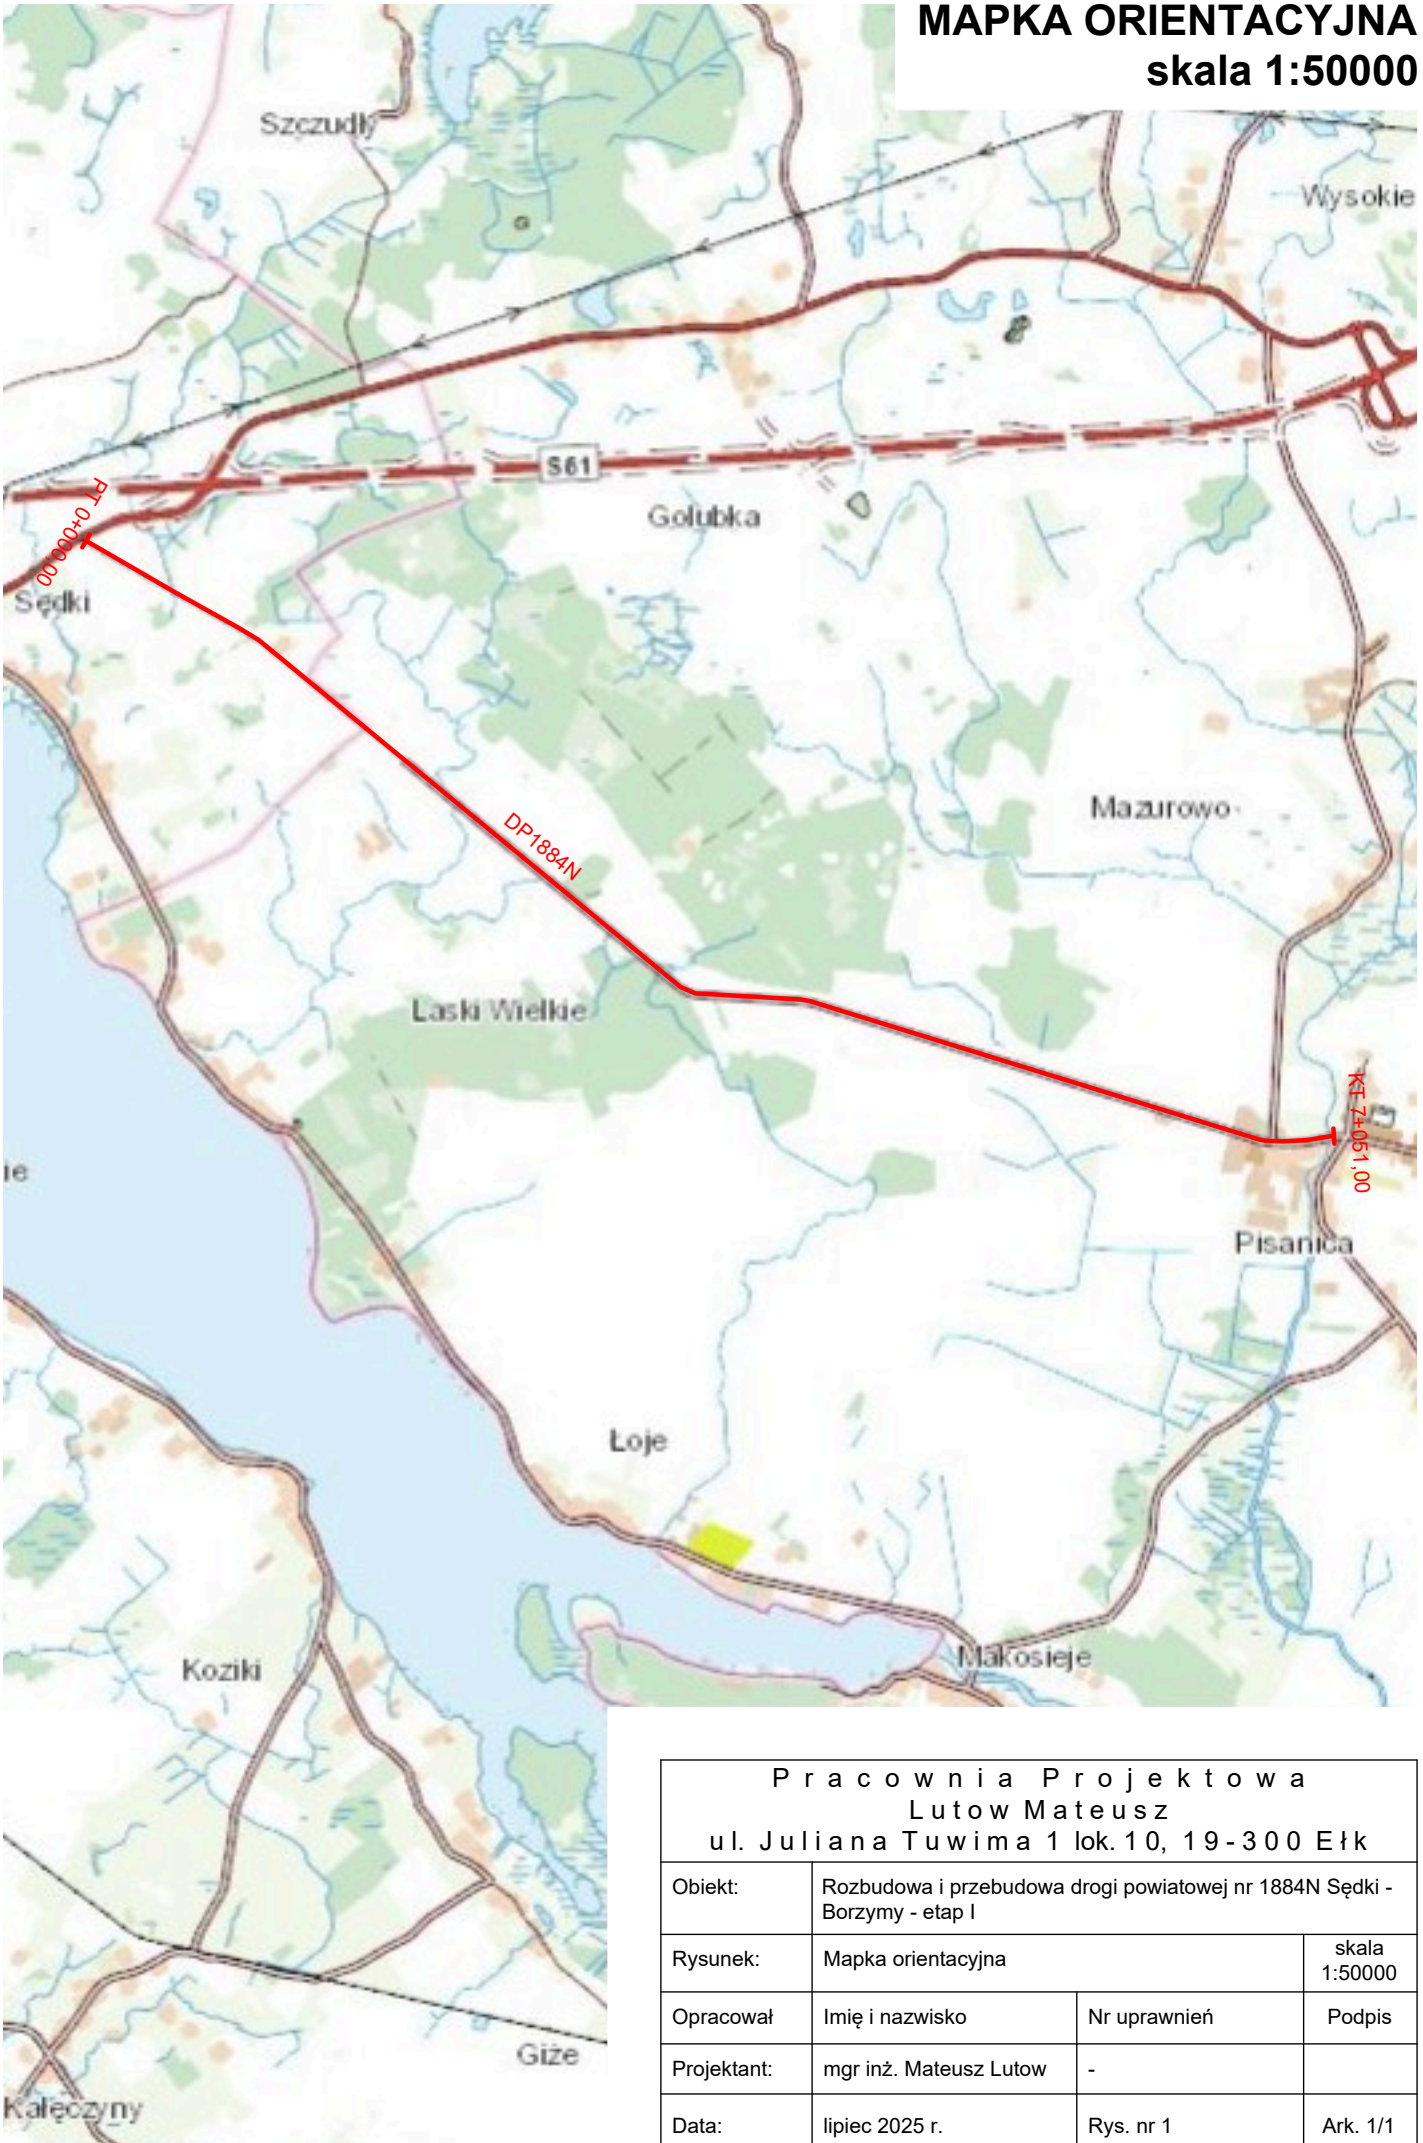 MAPKA ORIENTACYJNA
skala 1:50000
Szczudły
G
Wysokie
S61
Golubka
PT 0+000,00
Sędki
DP1884N
Mazurowo
Laski Wielkie
KT 7+051,00
ie
Pisanica
Łoje
Koziki
Makosieje
Giże
Kałęczyny
Pracownia Projektowa
Lutow Mateusz
ul. Juliana Tuwima 1 lok.10, 19-300 Ełk
Obiekt:
Rozbudowa i przebudowa drogi powiatowej nr 1884N Sędki -
Borzymy - etap I
Rysunek:
Mapka orientacyjna
skala
1:50000
Opracował
Imię i nazwisko
Nr uprawnień
Podpis
Projektant:
mgr inż. Mateusz Lutow
-
Data:
lipiec 2025 r.
Rys. nr 1
Ark. 1/1